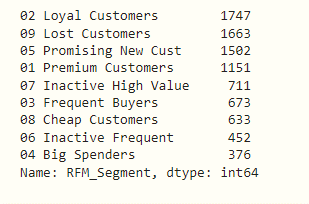 02 Loyal Customers 1747
09 Lost Customers 1663
05 Promising New Cust 1502
01 Premium Customers 1151
07 Inactive High Value 711
03 Frequent Buyers 673
08 Cheap Customers 633
06 Inactive Frequent 452
04 Big Spenders 376
Name: RFM_Segment, dtype: int64